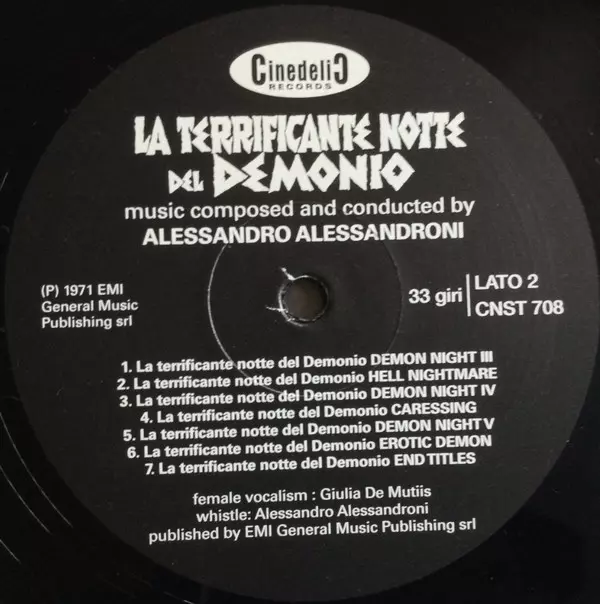 CinedeliC
RECORDS
LA TERRIFICANTE NOTTE
DEL DEMONIO
music composed and conducted by
ALESSANDRO ALESSANDRONI
(P) 1971 EMI
General Music
Publishing srl
33 giri
LATO 2
CNST 708
1. La terrificante notte del Demonio DEMON NIGHT III
2. La terrificante notte del Demonio HELL NIGHTMARE
3. La terrificante notte del Demonio DEMON NIGHT IV
4. La terrificante notte del Demonio CARESSING
5. La terrificante notte del Demonio DEMON NIGHT V
6. La terrificante notte del Demonio EROTIC DEMON
7. La terrificante notte del Demonio END TITLES
female vocalism : Giulia De Mutiis
whistle: Alessandro Alessandroni
published by EMI General Music Publishing srl